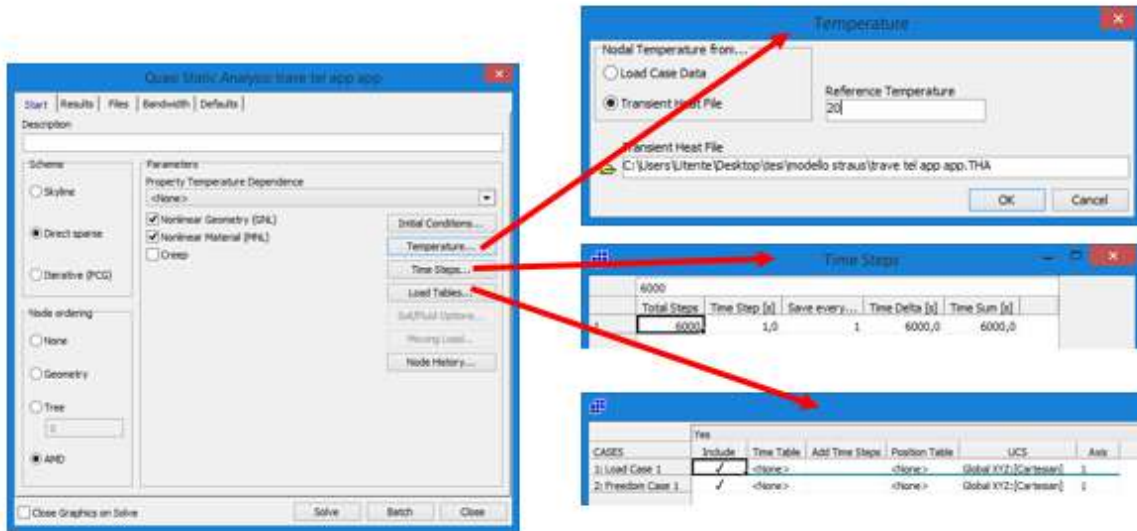 Quasi Static Analysis trave tel app app
Start Results Files Bandwidth Defaults
Description
Scheme
Skyline
Direct sparse
Iterative (PCG)
Node ordering
None
Geometry
Tree
AMD
Parameters
Property Temperature Dependence
<None>
Nonlinear Geometry (GNL)
Nonlinear Material (MNL)
Creep
Initial Conditions...
Temperature...
Time Steps...
Load Tables...
Soil/Fluid Options...
Moving Load...
Node History...
Close Graphics on Solve
Solve Batch Close
Temperature
Nodal Temperature from...
Load Case Data
Transient Heat File
Reference Temperature
20
Transient Heat File
C:\Users\Utente\Desktop\tesi\modello straus\trave tel app app.THA
OK Cancel
Time Steps
6000
Total Steps Time Step [s] Save every... Time Delta [s] Time Sum [s]
1 6000 1,0 1 6000,0 6000,0
Yes
CASES Include Time Table Add Time Steps Position Table UCS Axis
1: Load Case 1 ✓ <None> <None> Global XYZ:[Cartesian] 1
2: Freedom Case 1 ✓ <None> <None> Global XYZ:[Cartesian] 1